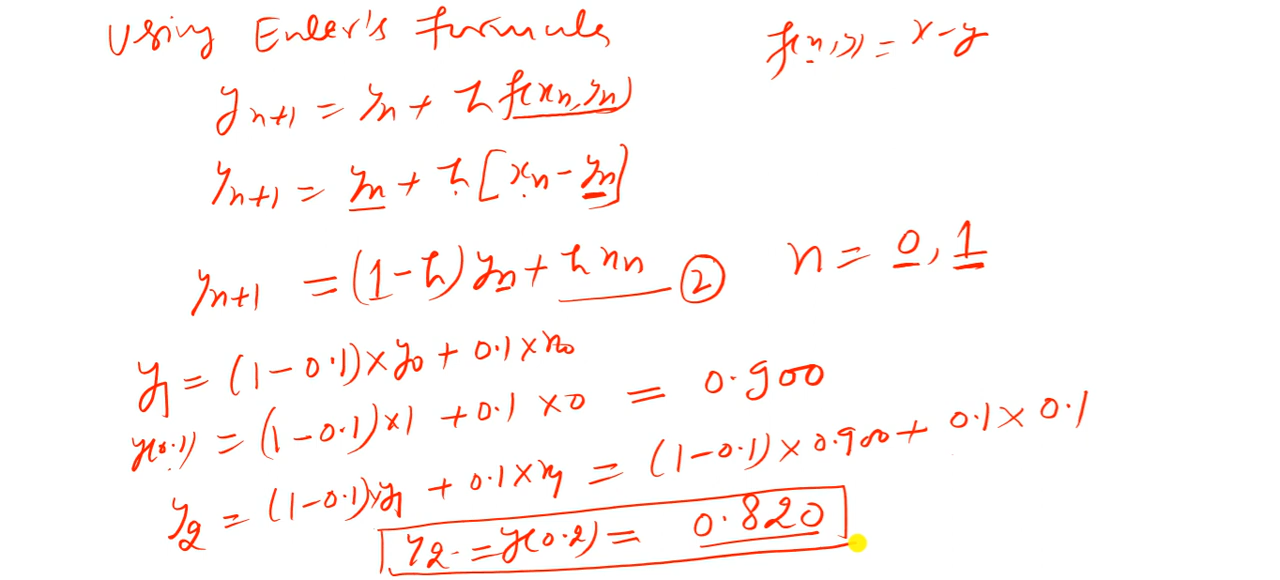 Using Euler's formula
f(x,y) = x-y
y_{n+1} = y_n + h f(x_n, y_n)
y_{n+1} = y_n + h [x_n - y_n]
y_{n+1} = (1-h) y_n + h x_n ② n = 0, 1
y_1 = (1-0.1)×y_0 + 0.1×x_0
y(0.1) = (1-0.1)×1 + 0.1×0 = 0.900
y_2 = (1-0.1)×y_1 + 0.1×x_1 = (1-0.1)×0.900 + 0.1×0.1
y_2 = y(0.2) = 0.820